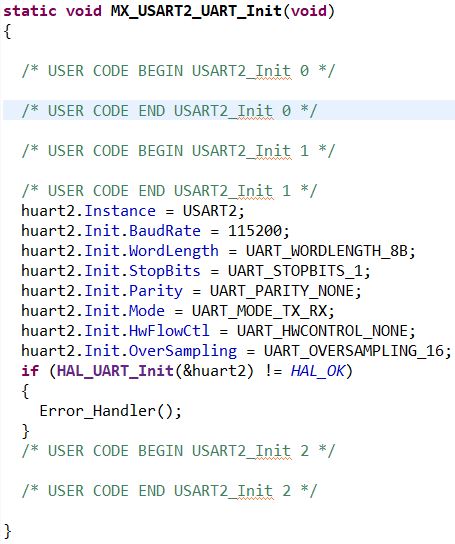 static void MX_USART2_UART_Init(void)
{
/* USER CODE BEGIN USART2_Init 0 */
/* USER CODE END USART2_Init 0 */
/* USER CODE BEGIN USART2_Init 1 */
/* USER CODE END USART2_Init 1 */
huart2.Instance = USART2;
huart2.Init.BaudRate = 115200;
huart2.Init.WordLength = UART_WORDLENGTH_8B;
huart2.Init.StopBits = UART_STOPBITS_1;
huart2.Init.Parity = UART_PARITY_NONE;
huart2.Init.Mode = UART_MODE_TX_RX;
huart2.Init.HwFlowCtl = UART_HWCONTROL_NONE;
huart2.Init.OverSampling = UART_OVERSAMPLING_16;
if (HAL_UART_Init(&huart2) != HAL_OK)
{
Error_Handler();
}
/* USER CODE BEGIN USART2_Init 2 */
/* USER CODE END USART2_Init 2 */
}